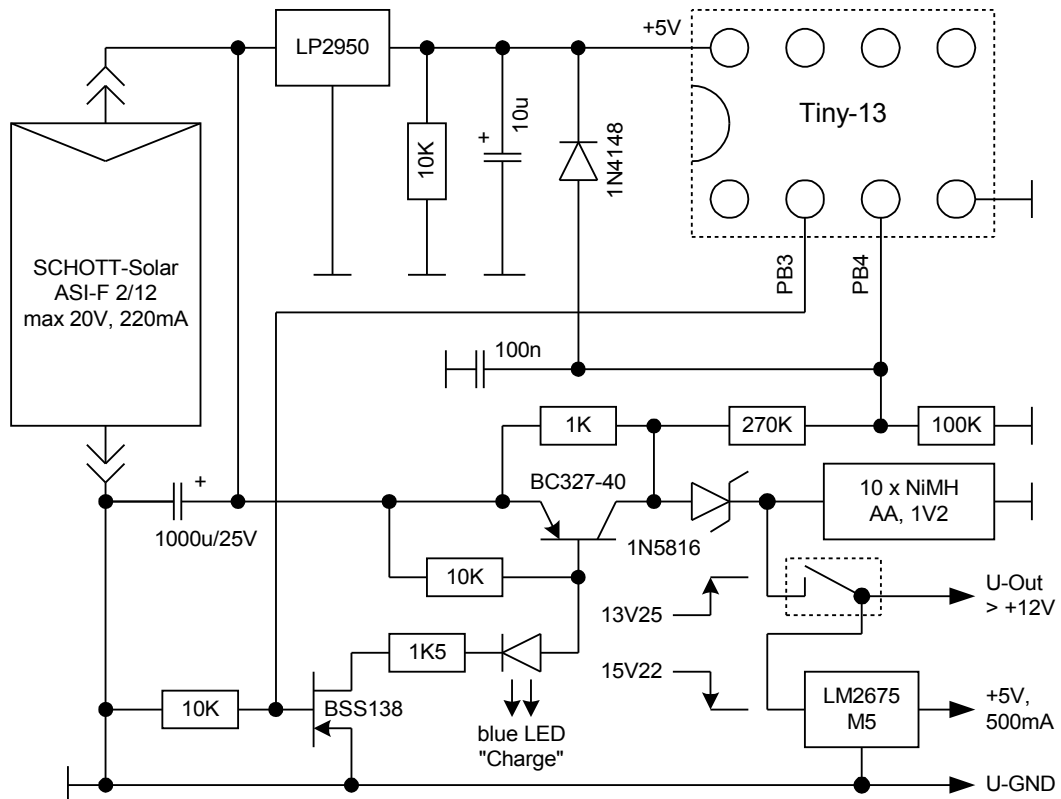 LP2950
+5V
Tiny-13
10K
+
10u
1N4148
SCHOTT-Solar
ASI-F 2/12
max 20V, 220mA
PB3
PB4
100n
1K
270K
100K
+
1000u/25V
BC327-40
1N5816
10 x NiMH
AA, 1V2
10K
13V25
U-Out
> +12V
1K5
15V22
10K
BSS138
blue LED
"Charge"
LM2675
M5
+5V,
500mA
U-GND